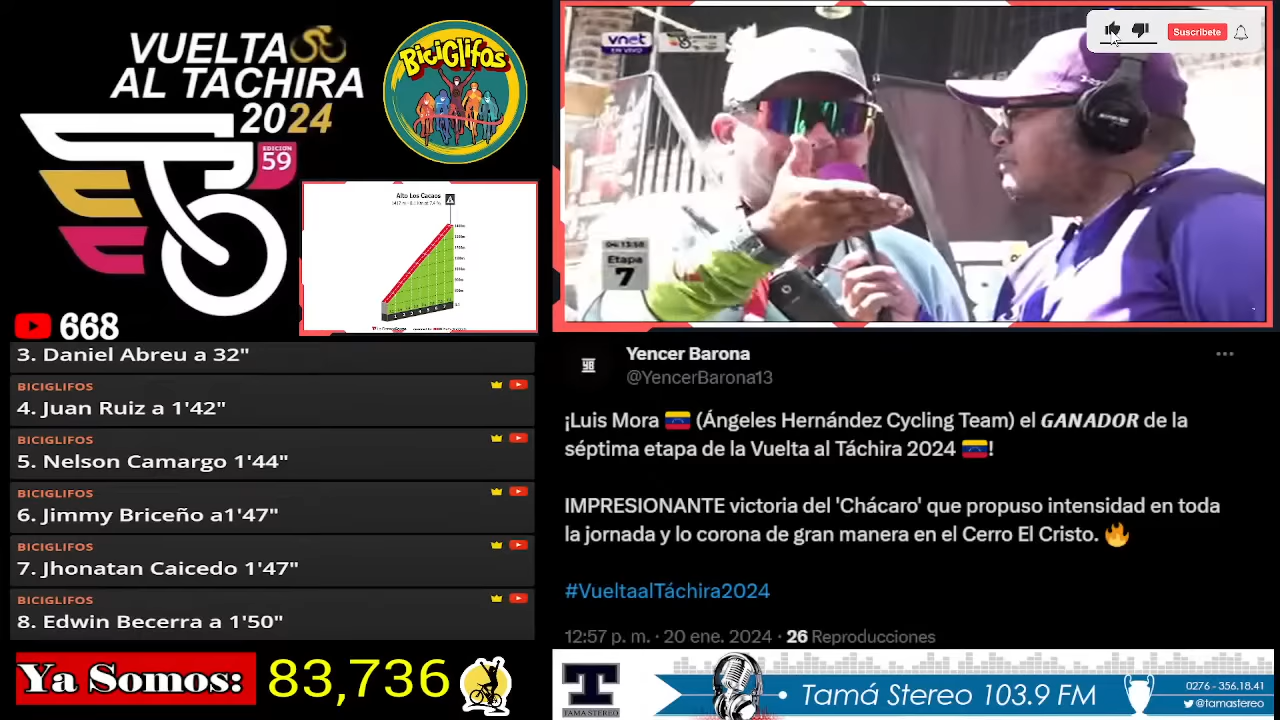 VUELTA
AL TACHIRA
2024
EDICION
59
BiciGlifos
Alto Los Cacaos
668
3. Daniel Abreu a 32"
BICIGLIFOS
4. Juan Ruiz a 1'42"
BICIGLIFOS
5. Nelson Camargo 1'44"
BICIGLIFOS
6. Jimmy Briceño a1'47"
BICIGLIFOS
7. Jhonatan Caicedo 1'47"
BICIGLIFOS
8. Edwin Becerra a 1'50"
Ya Somos:
83,736
vnet
EN VIVO
Suscríbete
Etapa
7
Yencer Barona
@YencerBarona13
¡Luis Mora 🇻🇪 (Ángeles Hernández Cycling Team) el GANADOR de la
séptima etapa de la Vuelta al Táchira 2024 🇻🇪!
IMPRESIONANTE victoria del 'Chácaro' que propuso intensidad en toda
la jornada y lo corona de gran manera en el Cerro El Cristo. 🔥
#VueltaalTáchira2024
12:57 p. m. · 20 ene. 2024 · 26 Reproducciones
T
TAMA STEREO
Tamá Stereo 103.9 FM
0276 - 356.18.41
@tamastereo